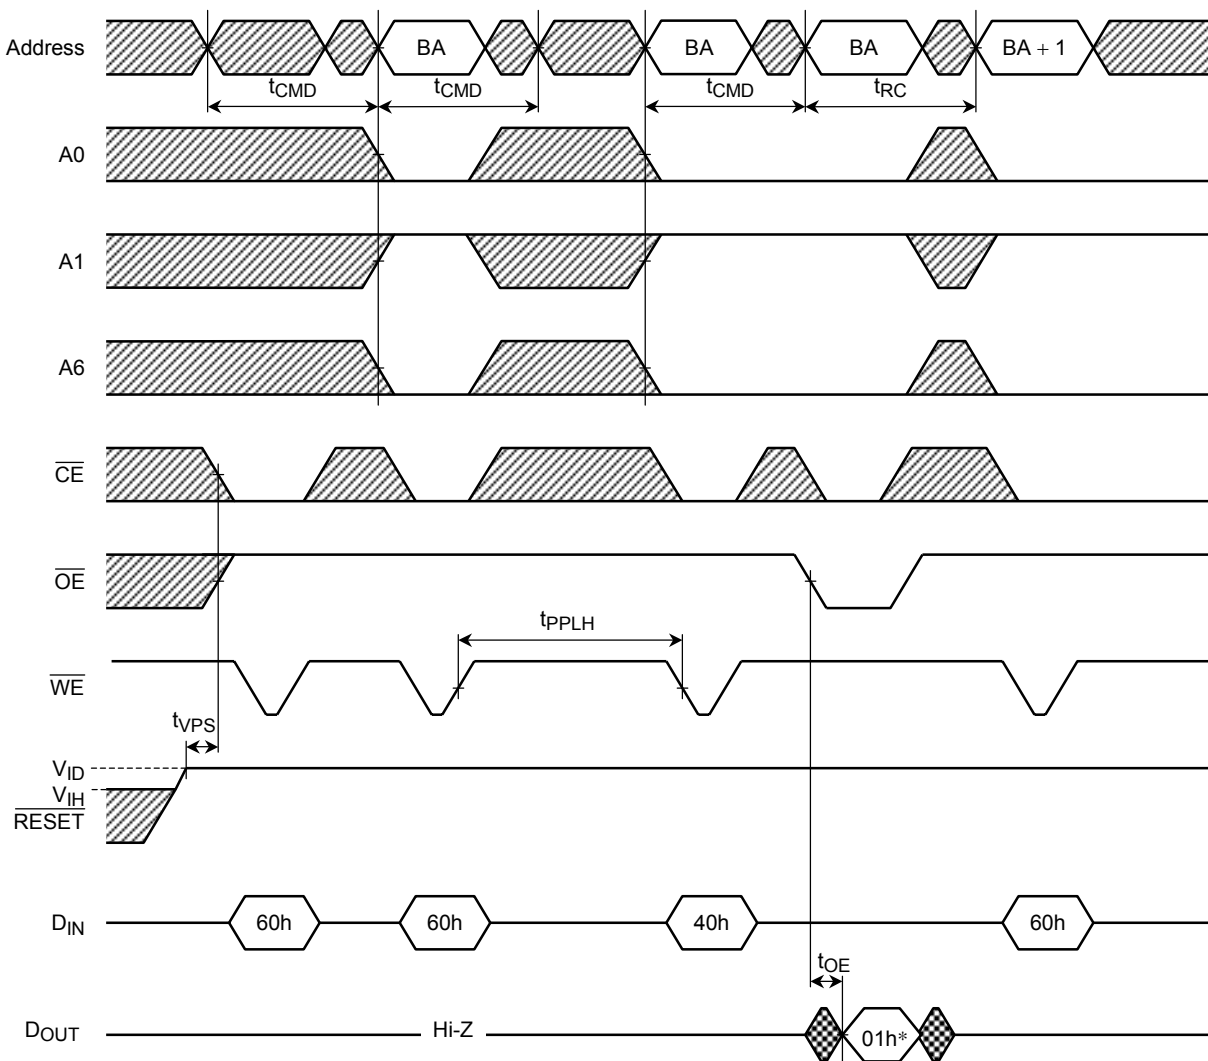 Address BA BA BA BA + 1
tCMD tCMD tCMD tRC
A0
A1
A6
CE
OE
tPPLH
WE
tVPS
VID
VIH
RESET
DIN 60h 60h 40h 60h
tOE
DOUT Hi-Z 01h*